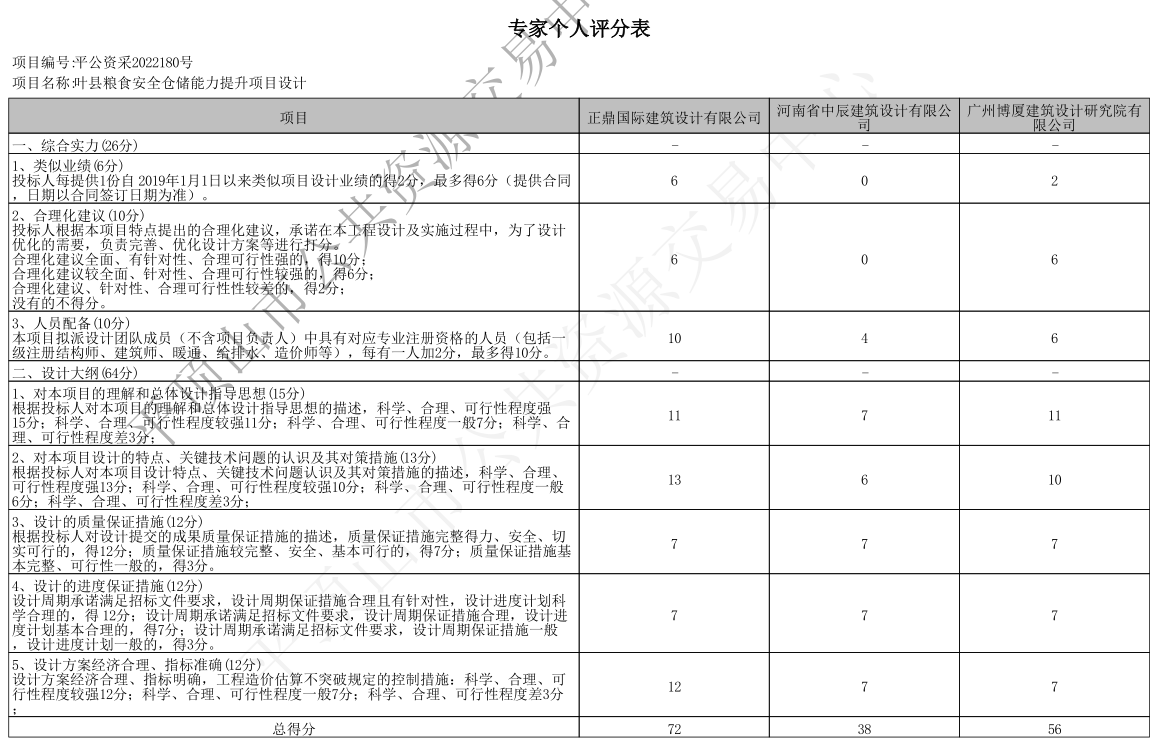 专家个人评分表
项目编号:平公资采2022180号
项目名称:叶县粮食安全仓储能力提升项目设计
项目
正鼎国际建筑设计有限公司
河南省中辰建筑设计有限公
司
广州博厦建筑设计研究院有
限公司
一、综合实力(26分)
-
-
-
1、类似业绩(6分)
投标人每提供1份自 2019年1月1日以来类似项目设计业绩的得2分，最多得6分（提供合同
，日期以合同签订日期为准）。
6
0
2
2、合理化建议(10分)
投标人根据本项目特点提出的合理化建议，承诺在本工程设计及实施过程中，为了设计
优化的需要，负责完善、优化设计方案等进行打分。
合理化建议全面、有针对性、合理可行性强的，得10分；
合理化建议较全面、针对性、合理可行性较强的，得6分；
合理化建议、针对性、合理可行性性较差的，得2分；
没有的不得分。
6
0
6
3、人员配备(10分)
本项目拟派设计团队成员（不含项目负责人）中具有对应专业注册资格的人员（包括一
级注册结构师、建筑师、暖通、给排水、造价师等），每有一人加2分，最多得10分。
10
4
6
二、设计大纲(64分)
-
-
-
1、对本项目的理解和总体设计指导思想(15分)
根据投标人对本项目的理解和总体设计指导思想的描述，科学、合理、可行性程度强
15分；科学、合理、可行性程度较强11分；科学、合理、可行性程度一般7分；科学、合
理、可行性程度差3分；
11
7
11
2、对本项目设计的特点、关键技术问题的认识及其对策措施(13分)
根据投标人对本项目设计特点、关键技术问题认识及其对策措施的描述，科学、合理、
可行性程度强13分；科学、合理、可行性程度较强10分；科学、合理、可行性程度一般
6分；科学、合理、可行性程度差3分；
13
6
10
3、设计的质量保证措施(12分)
根据投标人对设计提交的成果质量保证措施的描述，质量保证措施完整得力、安全、切
实可行的，得12分；质量保证措施较完整、安全、基本可行的，得7分；质量保证措施基
本完整、可行性一般的，得3分。
7
7
7
4、设计的进度保证措施(12分)
设计周期承诺满足招标文件要求，设计周期保证措施合理且有针对性，设计进度计划科
学合理的，得 12分；设计周期承诺满足招标文件要求，设计周期保证措施合理，设计进
度计划基本合理的，得7分；设计周期承诺满足招标文件要求，设计周期保证措施一般
，设计进度计划一般的，得3分。
7
7
7
5、设计方案经济合理、指标准确(12分)
设计方案经济合理、指标明确，工程造价估算不突破规定的控制措施：科学、合理、可
行性程度较强12分；科学、合理、可行性程度一般7分；科学、合理、可行性程度差3分
；
12
7
7
总得分
72
38
56
平顶山市公共资源交易中
平顶山市公共资源交易中心